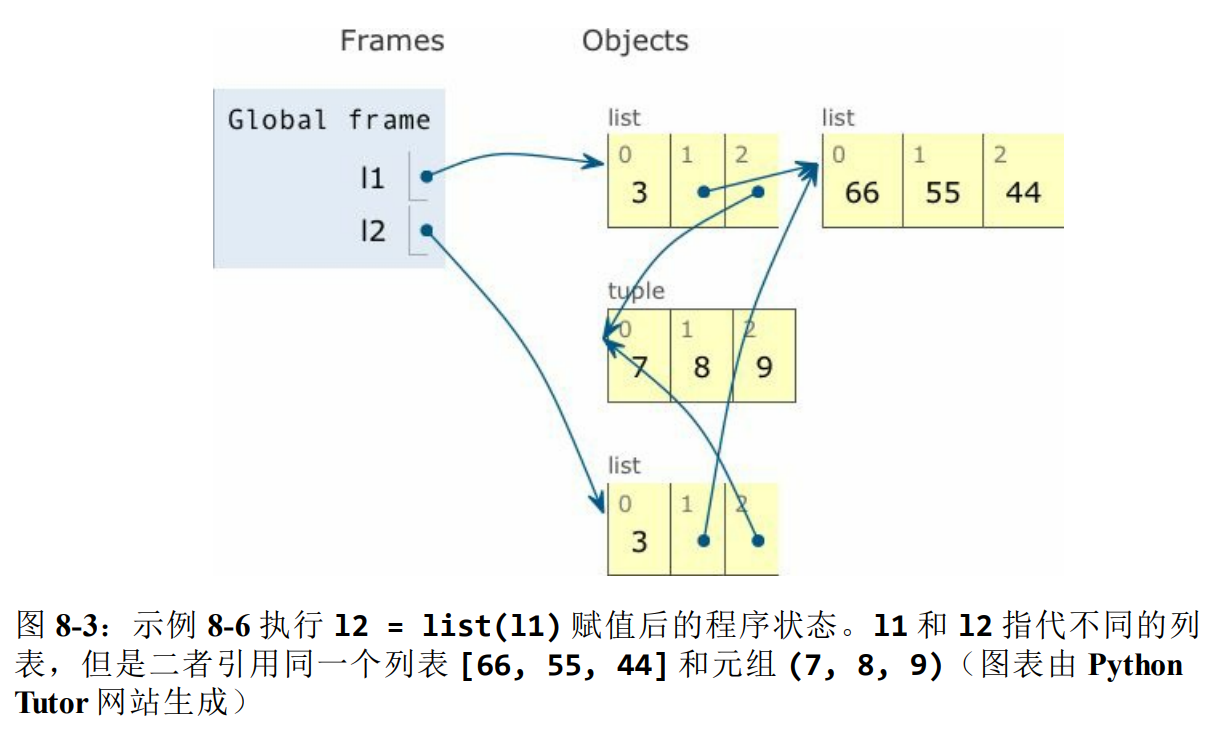 Frames Objects
Global frame
l1
l2
list
0 1 2
3
list
0 1 2
66 55 44
tuple
0 1 2
7 8 9
list
0 1 2
3
图 8-3：示例 8-6 执行 l2 = list(l1) 赋值后的程序状态。l1 和 l2 指代不同的列
表，但是二者引用同一个列表 [66, 55, 44] 和元组 (7, 8, 9)（图表由 Python
Tutor 网站生成）